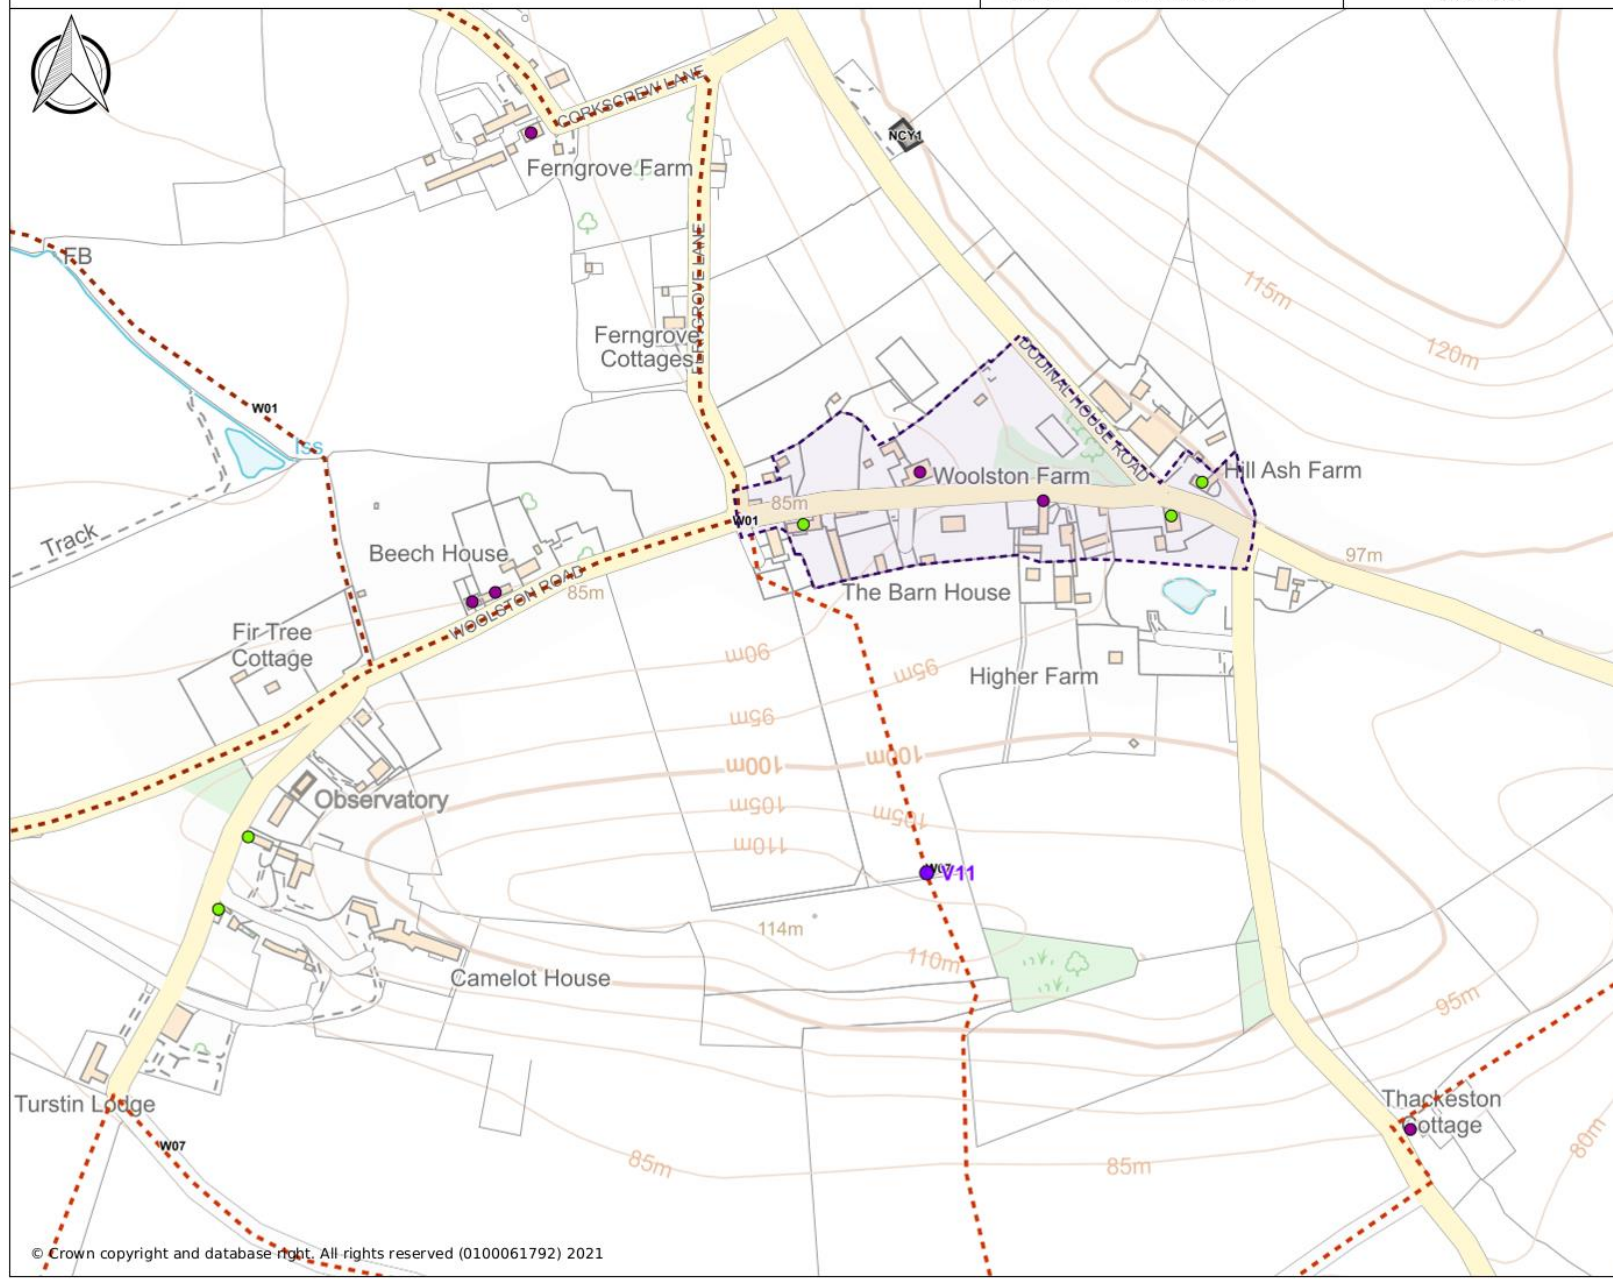 CORKSCREW LANE
NCY1
Ferngrove Farm
FERNGROVE LANE
FB
115m
Ferngrove
Cottages
120m
DODINAL HOUSE ROAD
W01
Iss
Woolston Farm
Hill Ash Farm
85m
W01
Track
Beech House
97m
WOOLSTON ROAD
85m
The Barn House
Fir Tree
Cottage
90m
95m
Higher Farm
95m
100m
100m
Observatory
105m
105m
110m
W07
V11
114m
110m
Camelot House
95m
Turstin Lodge
Thackeston
Cottage
W07
85m
85m
80m
© Crown copyright and database right. All rights reserved (0100061792) 2021